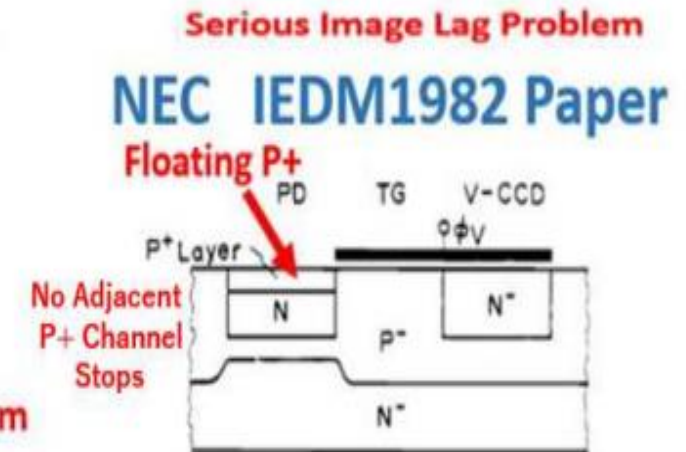 Serious Image Lag Problem
NEC IEDM1982 Paper
Floating P+
PD TG V-CCD
φV
P+ Layer
No Adjacent
P+ Channel
Stops
N
N-
P-
m
N-